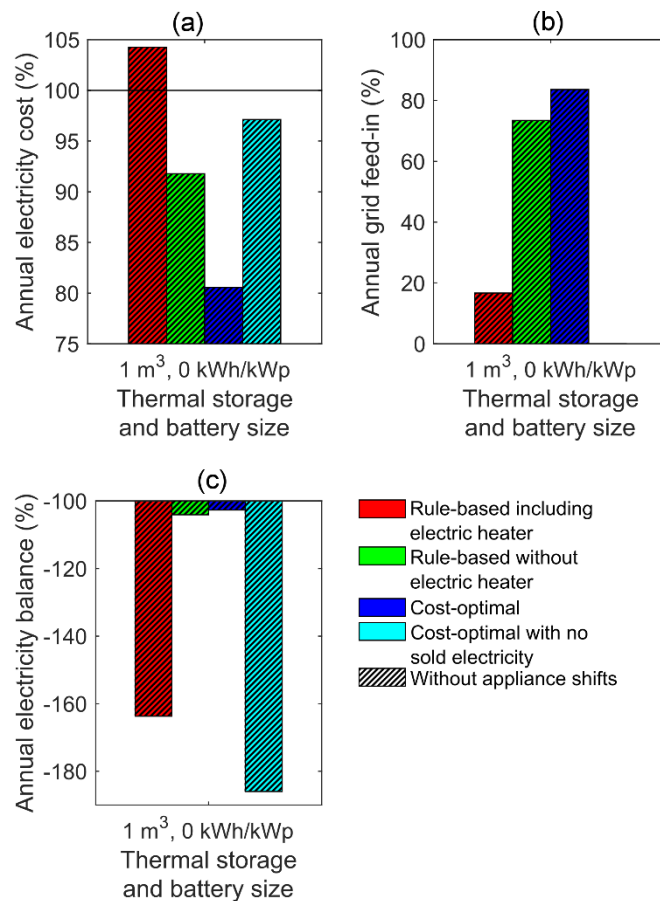 (a)
Annual electricity cost (%)
105
100
95
90
85
80
75
1 m³, 0 kWh/kWp
Thermal storage
and battery size
(b)
Annual grid feed-in (%)
100
80
60
40
20
0
1 m³, 0 kWh/kWp
Thermal storage
and battery size
(c)
Annual electricity balance (%)
-100
-120
-140
-160
-180
1 m³, 0 kWh/kWp
Thermal storage
and battery size
Rule-based including
electric heater
Rule-based without
electric heater
Cost-optimal
Cost-optimal with no
sold electricity
Without appliance shifts